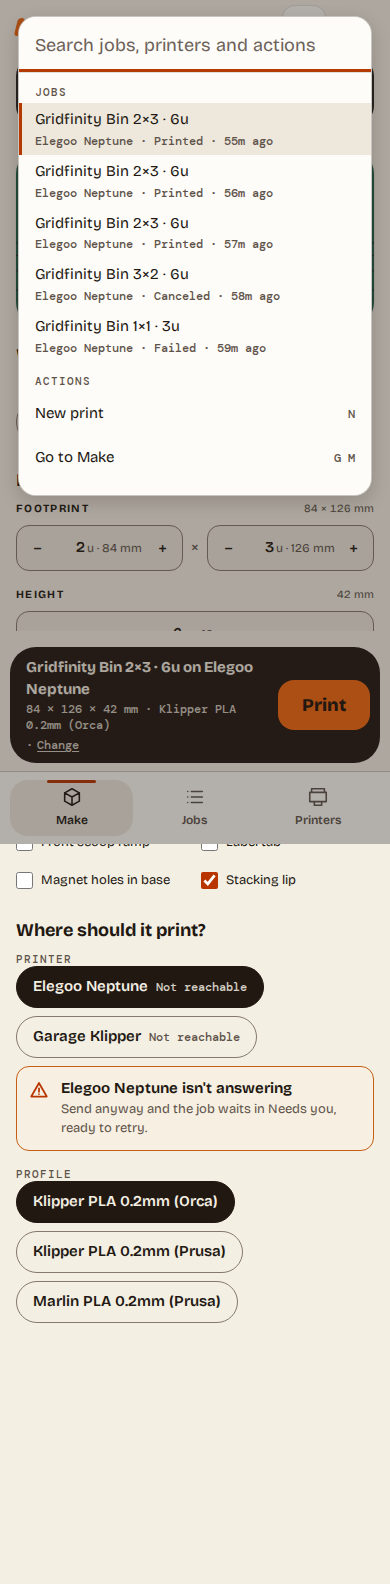 Search jobs, printers and actions
JOBS
Gridfinity Bin 2×3 · 6u
Elegoo Neptune · Printed · 55m ago
Gridfinity Bin 2×3 · 6u
Elegoo Neptune · Printed · 56m ago
Gridfinity Bin 2×3 · 6u
Elegoo Neptune · Printed · 57m ago
Gridfinity Bin 3×2 · 6u
Elegoo Neptune · Canceled · 58m ago
Gridfinity Bin 1×1 · 3u
Elegoo Neptune · Failed · 59m ago
ACTIONS
New print N
Go to Make G M
FOOTPRINT 84 × 126 mm
− 2 u · 84 mm + × − 3 u · 126 mm +
HEIGHT 42 mm
Gridfinity Bin 2×3 · 6u on Elegoo
Neptune
84 × 126 × 42 mm · Klipper PLA
0.2mm (Orca)
· Change
Print
Make Jobs Printers
Magnet holes in base Stacking lip
Where should it print?
PRINTER
Elegoo Neptune Not reachable
Garage Klipper Not reachable
Elegoo Neptune isn't answering
Send anyway and the job waits in Needs you,
ready to retry.
PROFILE
Klipper PLA 0.2mm (Orca)
Klipper PLA 0.2mm (Prusa)
Marlin PLA 0.2mm (Prusa)